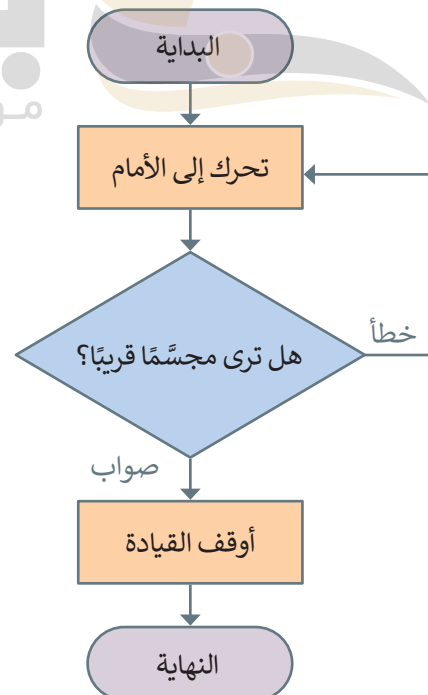 البداية
تحرك إلى الأمام
هل ترى مجسَّمًا قريبًا؟
خطأ
صواب
أوقف القيادة
النهاية